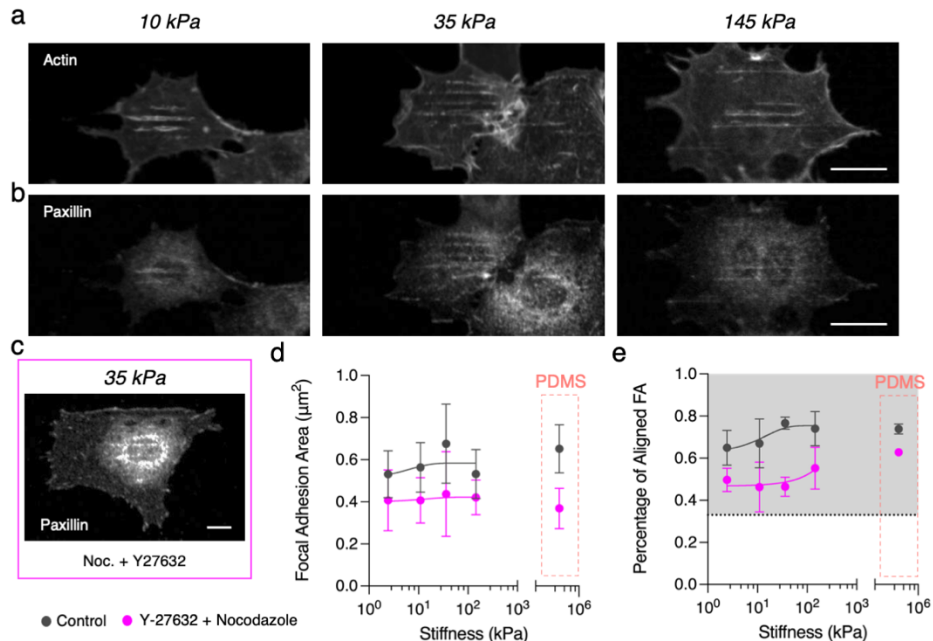 a
10 kPa
35 kPa
145 kPa
Actin
b
Paxillin
c
35 kPa
Paxillin
Noc. + Y27632
Control
Y-27632 + Nocodazole
d
PDMS
Focal Adhesion Area (μm²)
1.0
0.8
0.6
0.4
0.2
0.0
10⁰ 10¹ 10² 10³ 10⁶
Stiffness (kPa)
e
PDMS
Percentage of Aligned FA
1.0
0.8
0.6
0.4
0.2
0.0
10⁰ 10¹ 10² 10³ 10⁶
Stiffness (kPa)